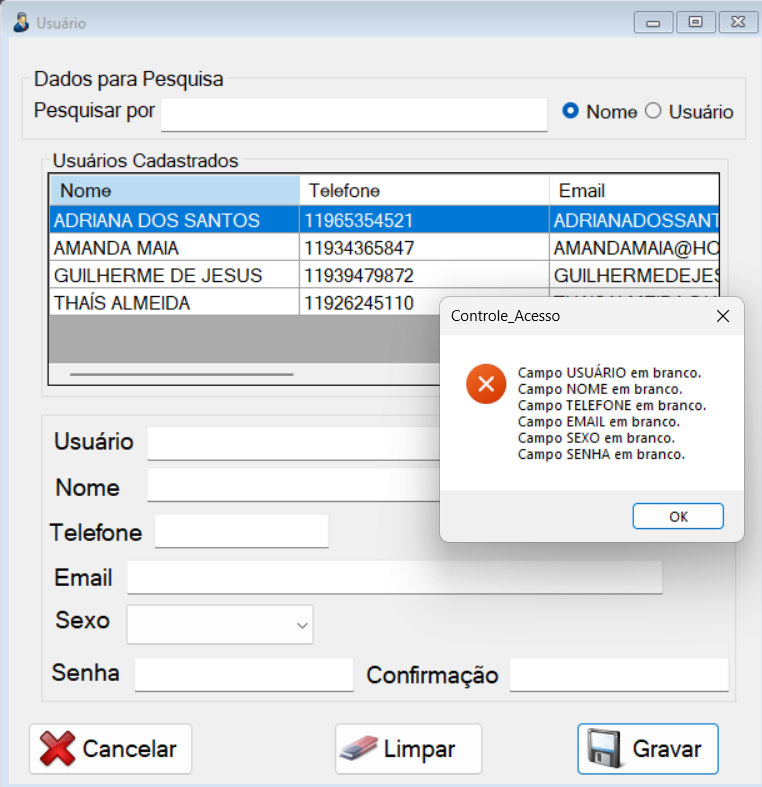 Usuário
Dados para Pesquisa
Pesquisar por
Nome
Usuário
Usuários Cadastrados
Nome Telefone Email
ADRIANA DOS SANTOS 11965354521 ADRIANADOSSANT
AMANDA MAIA 11934365847 AMANDAMAIA@HO
GUILHERME DE JESUS 11939479872 GUILHERMEDEJES
THAÍS ALMEIDA 11926245110
Controle_Acesso
Campo USUÁRIO em branco.
Campo NOME em branco.
Campo TELEFONE em branco.
Campo EMAIL em branco.
Campo SEXO em branco.
Campo SENHA em branco.
OK
Usuário
Nome
Telefone
Email
Sexo
Senha Confirmação
Cancelar Limpar Gravar